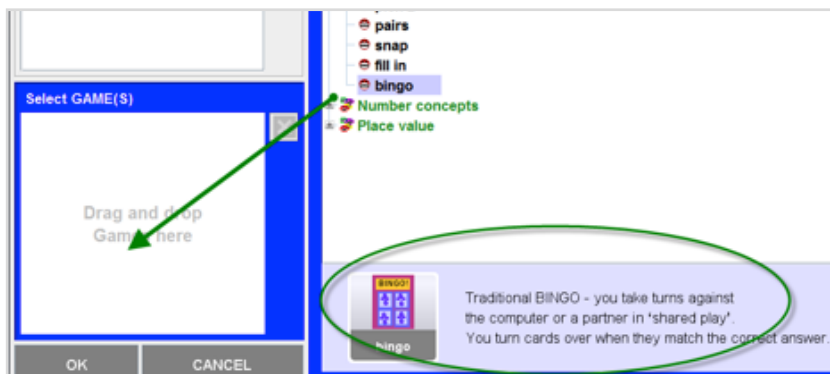 pairs
snap
fill in
bingo
Number concepts
Place value
Select GAME(S)
Drag and drop
Games here
OK
CANCEL
BINGO!
bingo
Traditional BINGO - you take turns against
the computer or a partner in 'shared play'.
You turn cards over when they match the correct answer.